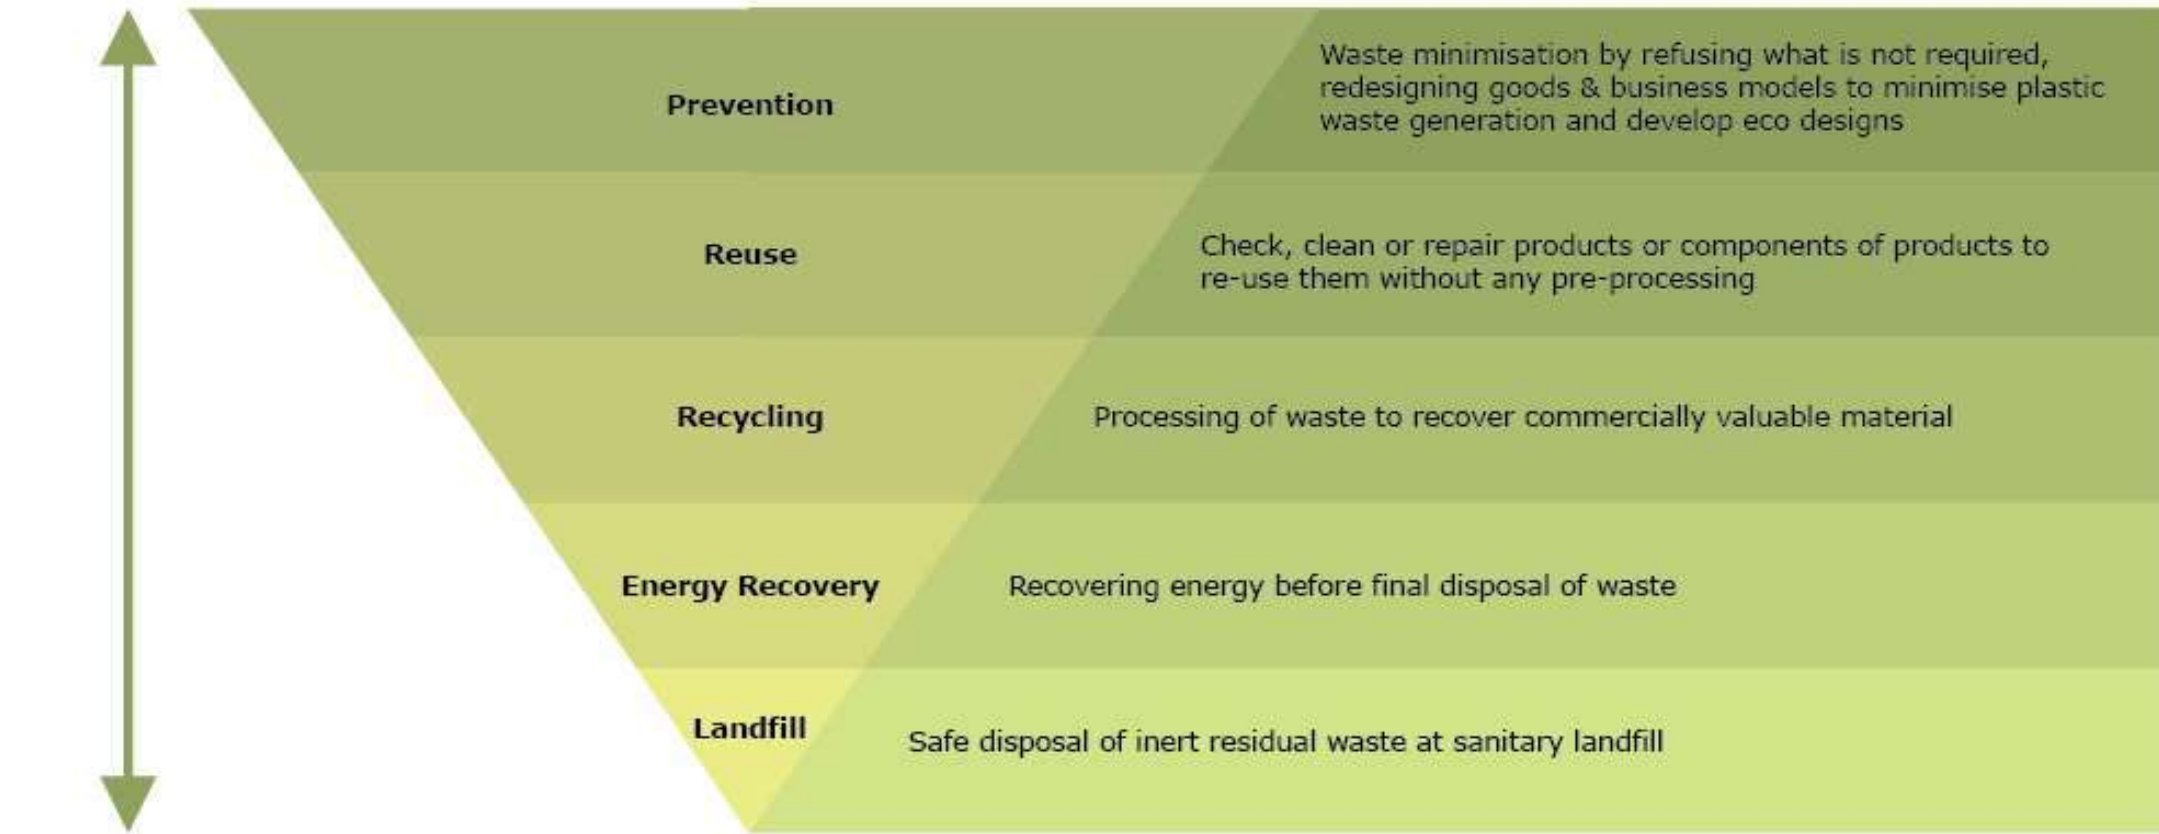 Prevention
Waste minimisation by refusing what is not required,
redesigning goods & business models to minimise plastic
waste generation and develop eco designs
Reuse
Check, clean or repair products or components of products to
re-use them without any pre-processing
Recycling
Processing of waste to recover commercially valuable material
Energy Recovery
Recovering energy before final disposal of waste
Landfill
Safe disposal of inert residual waste at sanitary landfill